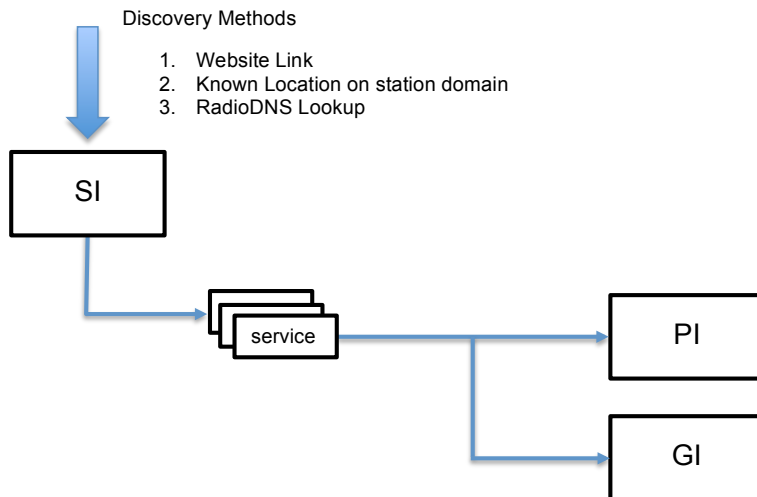 Discovery Methods
1. Website Link
2. Known Location on station domain
3. RadioDNS Lookup
SI
service
PI
GI